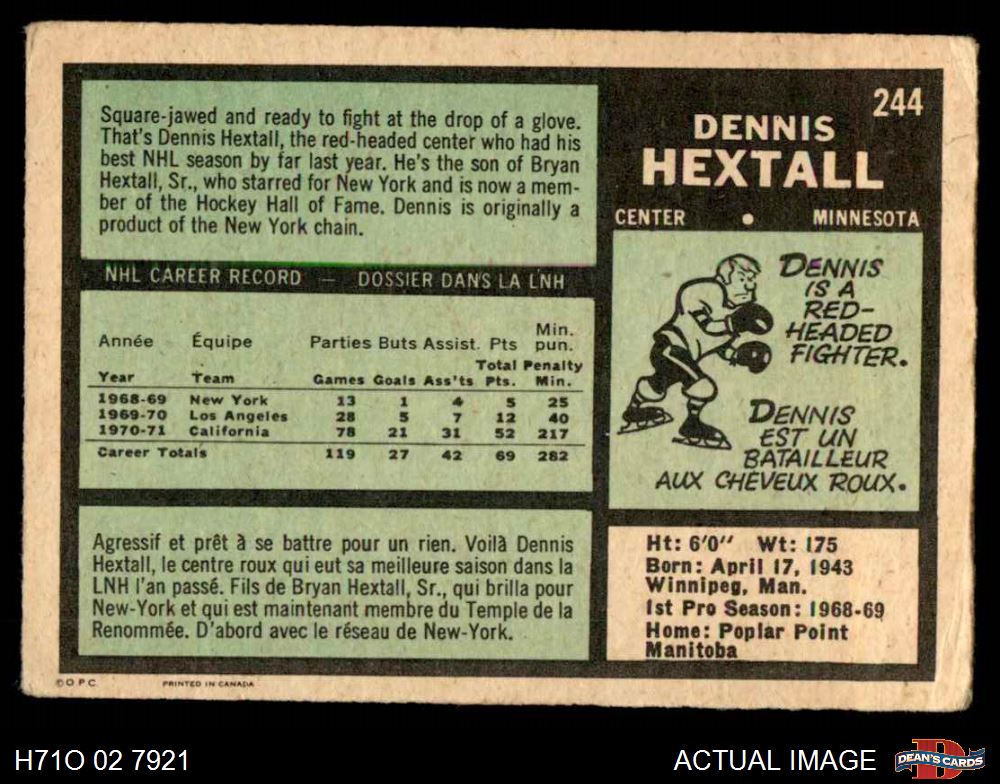 244
DENNIS
HEXTALL
CENTER • MINNESOTA
Square-jawed and ready to fight at the drop of a glove.
That's Dennis Hextall, the red-headed center who had his
best NHL season by far last year. He's the son of Bryan
Hextall, Sr., who starred for New York and is now a mem-
ber of the Hockey Hall of Fame. Dennis is originally a
product of the New York chain.
NHL CAREER RECORD — DOSSIER DANS LA LNH
Année Équipe Parties Buts Assist. Pts Min. pun.
Year Team Games Goals Ass'ts Total Pts. Penalty Min.
1968-69 New York 13 1 4 5 25
1969-70 Los Angeles 28 5 7 12 40
1970-71 California 78 21 31 52 217
Career Totals 119 27 42 69 282
Agressif et prêt à se battre pour un rien. Voilà Dennis
Hextall, le centre roux qui eut sa meilleure saison dans la
LNH l'an passé. Fils de Bryan Hextall, Sr., qui brilla pour
New-York et qui est maintenant membre du Temple de la
Renommée. D'abord avec le réseau de New-York.
DENNIS
IS A
RED-
HEADED
FIGHTER.
DENNIS
EST UN
BATAILLEUR
AUX CHEVEUX ROUX.
Ht: 6'0" Wt: 175
Born: April 17, 1943
Winnipeg, Man.
1st Pro Season: 1968-69
Home: Poplar Point
Manitoba
©O.P.C. PRINTED IN CANADA
H71O 02 7921
ACTUAL IMAGE
D
DEAN'S CARDS